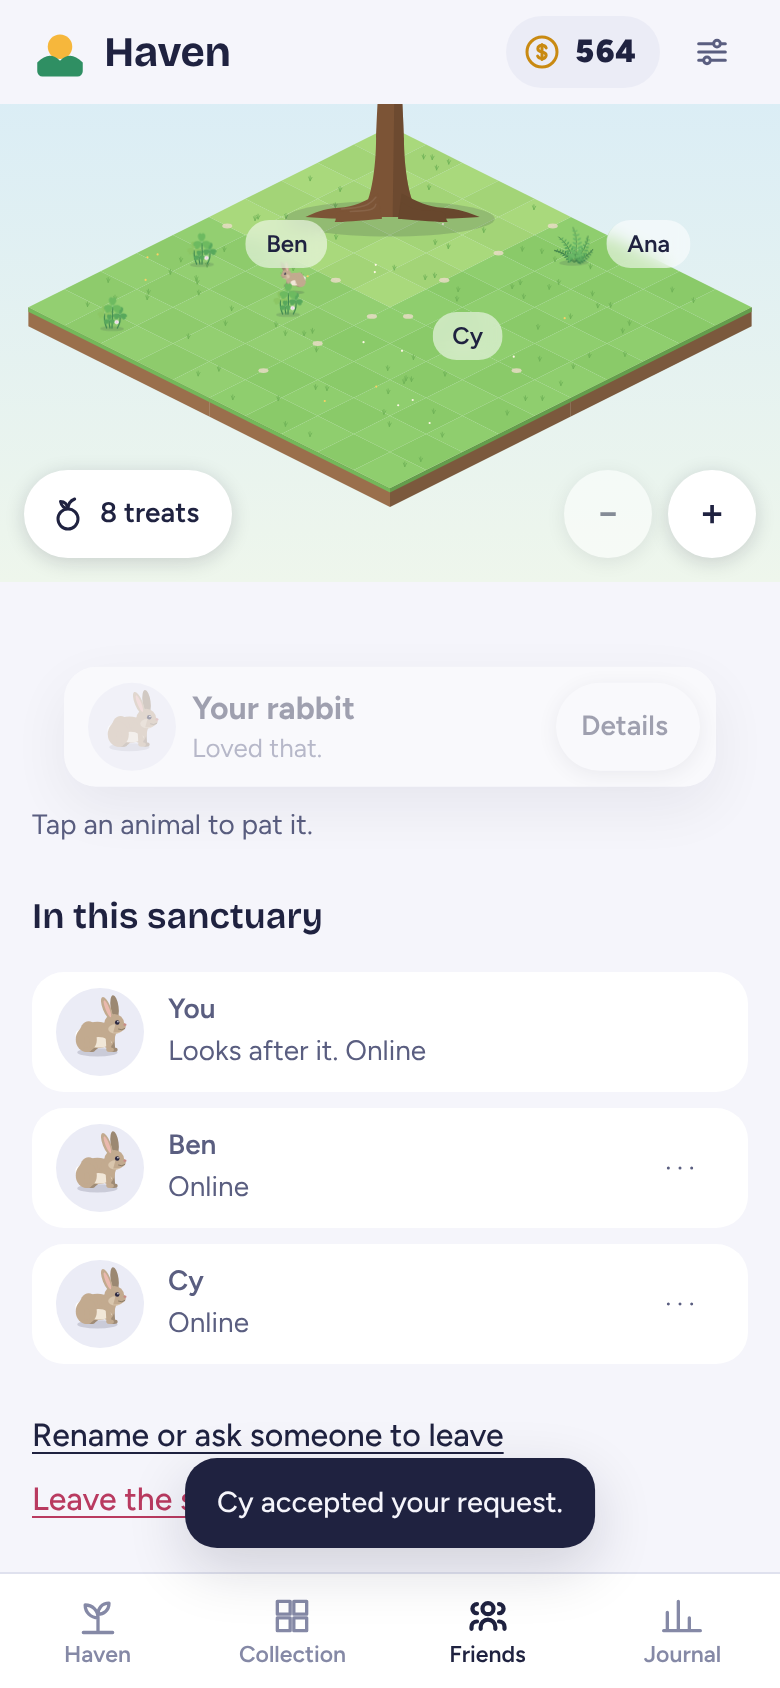 Haven
564
Ben
Ana
Cy
8 treats
−
+
Your rabbit
Loved that.
Details
Tap an animal to pat it.
In this sanctuary
You
Looks after it. Online
Ben
Online
...
Cy
Online
...
Rename or ask someone to leave
Leave the
Cy accepted your request.
Haven
Collection
Friends
Journal